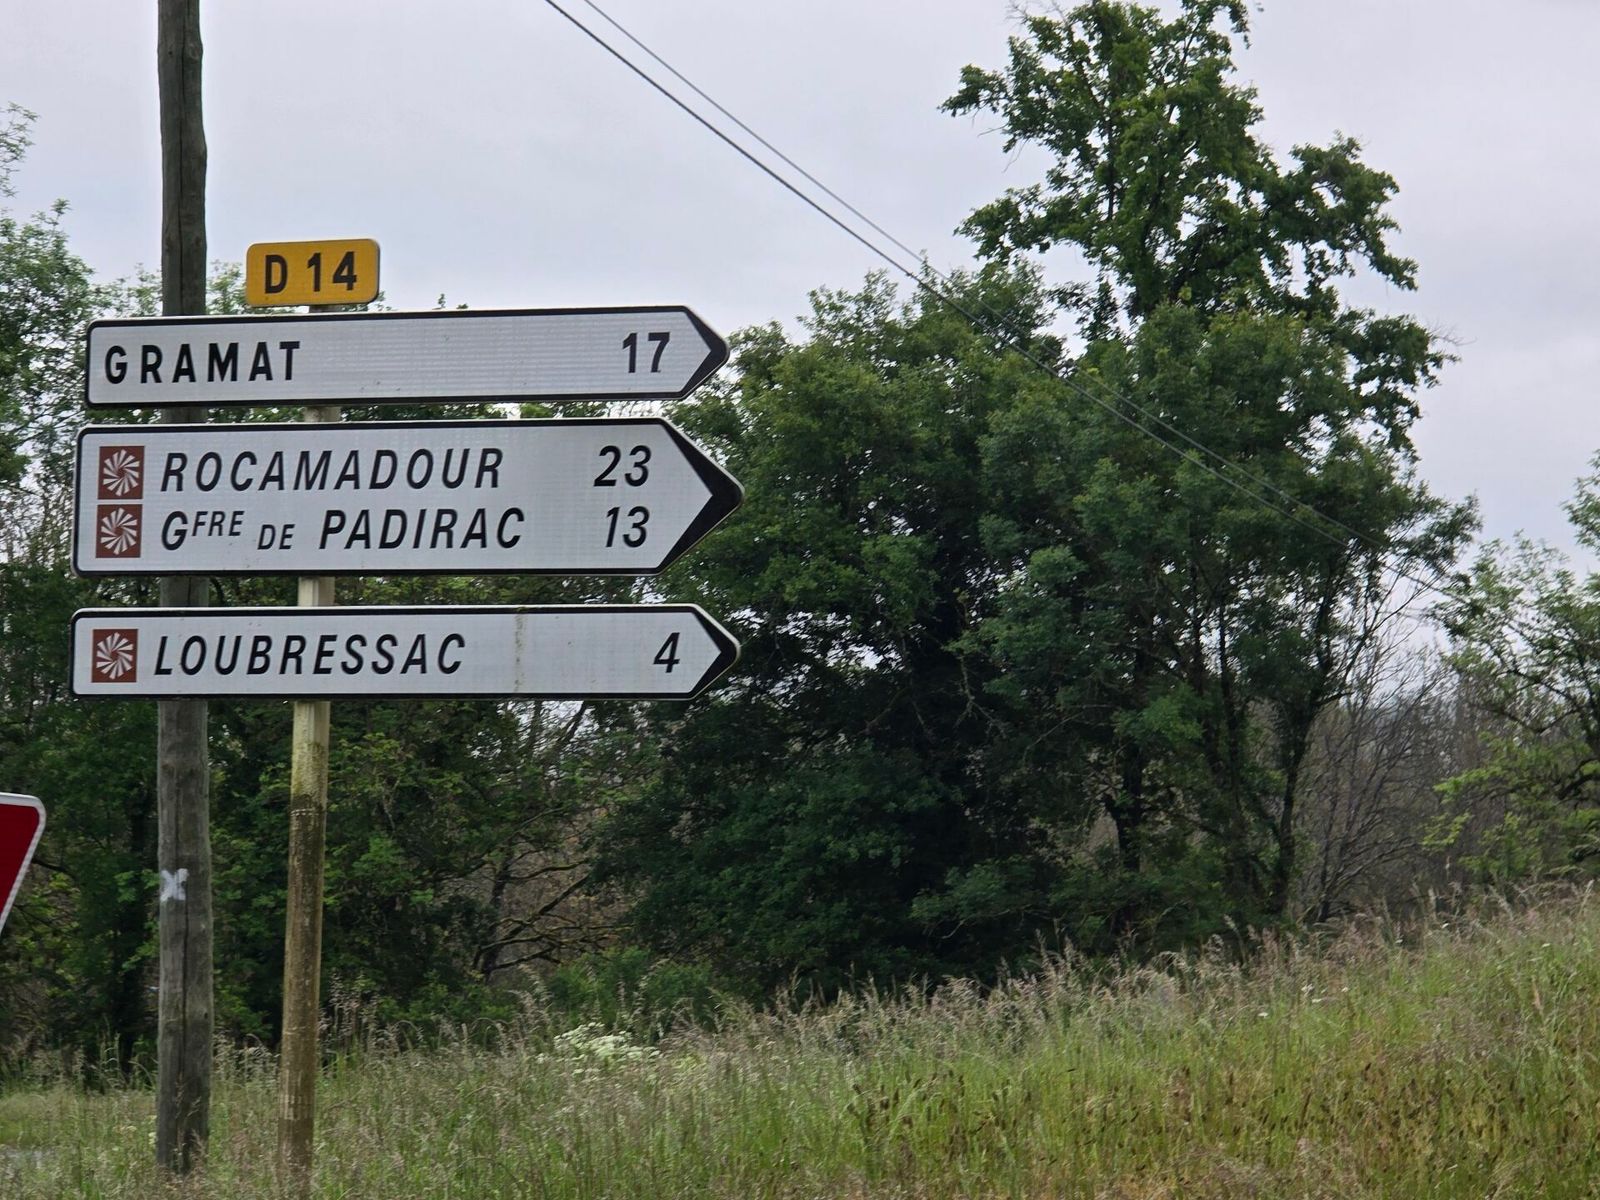 D 14
GRAMAT 17
ROCAMADOUR 23
GFRE DE PADIRAC 13
LOUBRESSAC 4